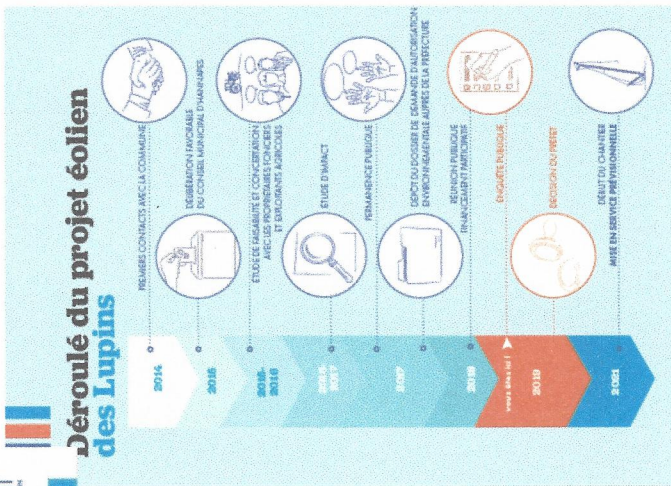 Déroulé du projet éolien
des Lupins
2014
PREMIERS CONTACTS AVEC LA COMMUNE
2015
DÉLIBÉRATION FAVORABLE
DU CONSEIL MUNICIPAL D'HANNAPES
2015-
2016
ÉTUDE DE FAISABILITÉ ET CONCERTATION
AVEC LES PROPRIÉTAIRES FONCIERS
ET EXPLOITANTS AGRICOLES
2016-
2017
ÉTUDE D'IMPACT
PERMANENCE PUBLIQUE
2017
DÉPÔT DU DOSSIER DE DEMANDE D'AUTORISATION
ENVIRONNEMENTALE AUPRÈS DE LA PRÉFECTURE
2018
RÉUNION PUBLIQUE
FINANCEMENT PARTICIPATIF
vous êtes ici !
ENQUÊTE PUBLIQUE
2019
DÉCISION DU PRÉFET
2021
DÉBUT DU CHANTIER
MISE EN SERVICE PRÉVISIONNELLE